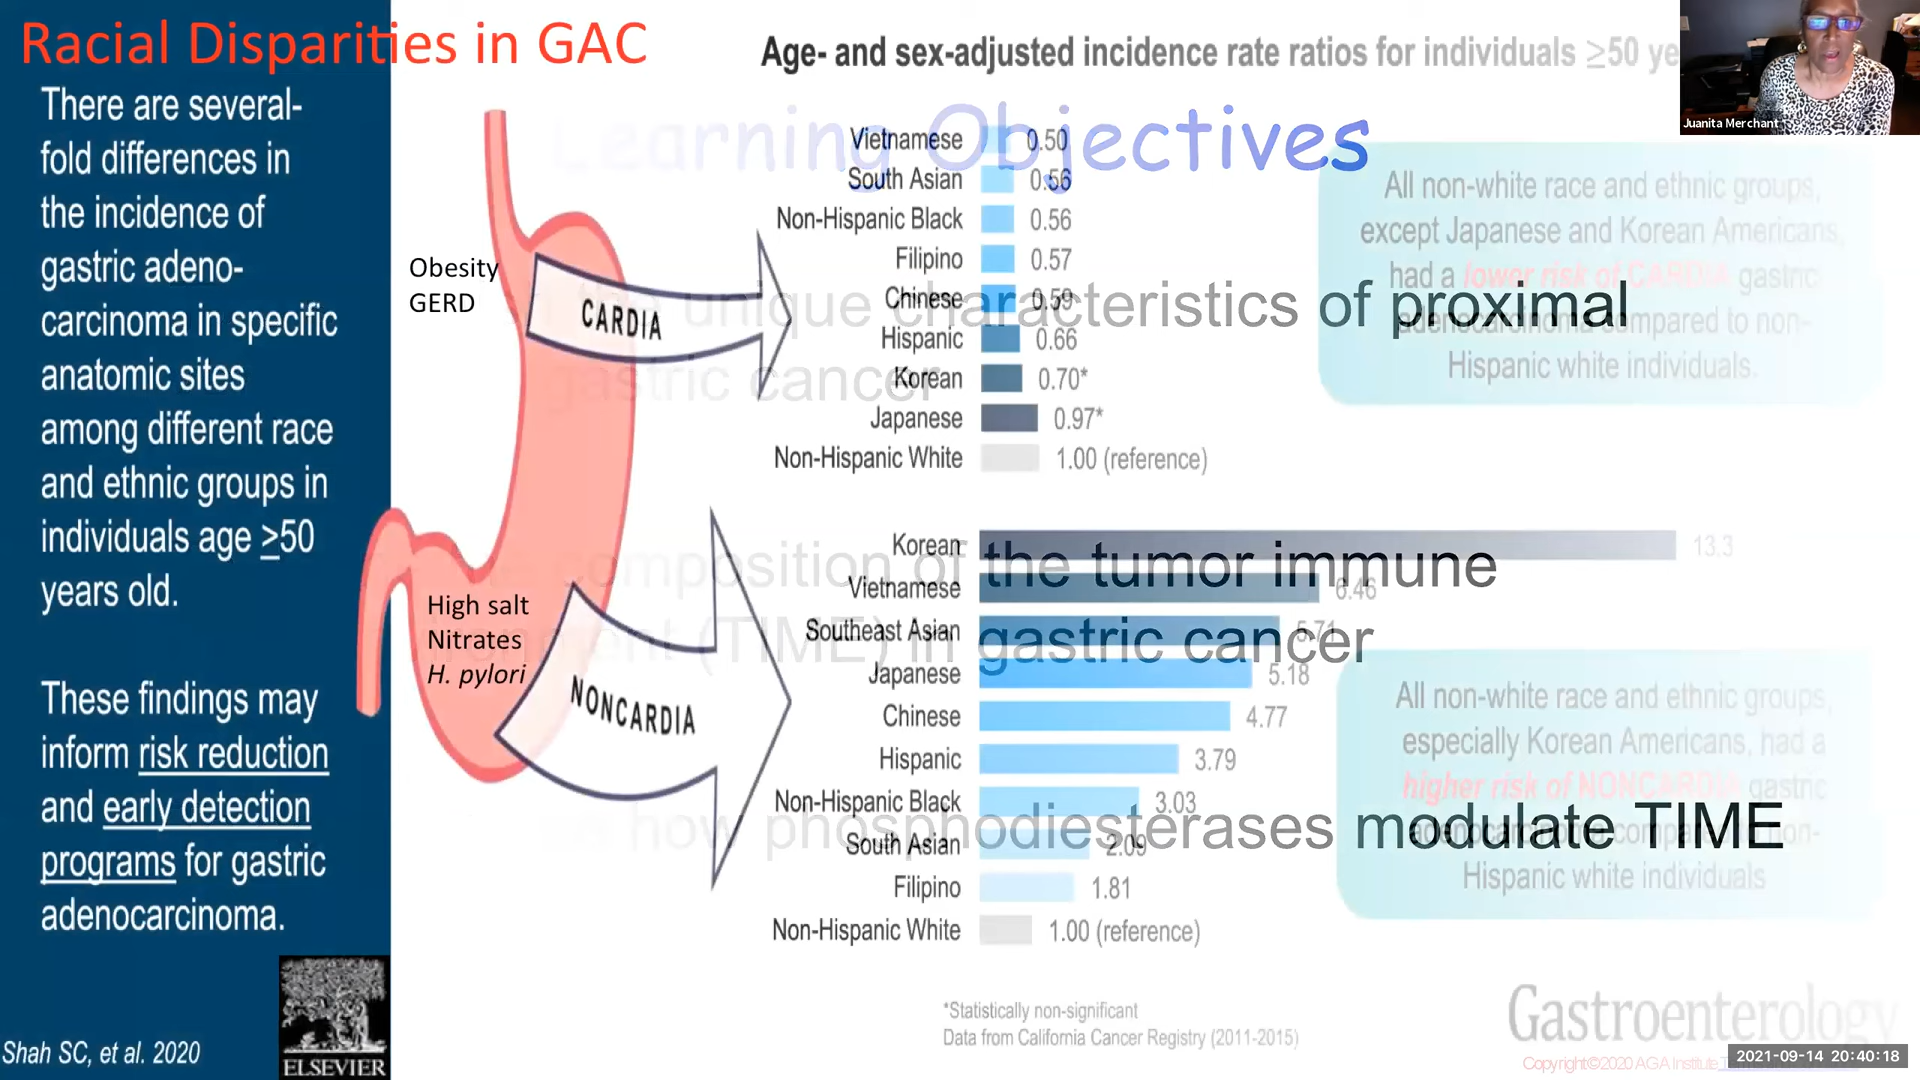 Racial Disparities in GAC
There are several-
fold differences in
the incidence of
gastric adeno-
carcinoma in specific
anatomic sites
among different race
and ethnic groups in
individuals age ≥50
years old.
These findings may
inform risk reduction
and early detection
programs for gastric
adenocarcinoma.
Shah SC, et al. 2020
ELSEVIER
Obesity
GERD
CARDIA
High salt
Nitrates
H. pylori
NONCARDIA
Age- and sex-adjusted incidence rate ratios for individuals ≥50 ye
Learning Objectives
Vietnamese 0.50
South Asian 0.56
Non-Hispanic Black 0.56
Filipino 0.57
Chinese 0.59
Hispanic 0.66
Korean 0.70*
Japanese 0.97*
Non-Hispanic White 1.00 (reference)
unique characteristics of proximal
gastric cancer
All non-white race and ethnic groups,
except Japanese and Korean Americans,
had a lower risk of CARDIA gastric
adenocarcinoma compared to non-
Hispanic white individuals.
Korean 13.3
Vietnamese 6.46
Southeast Asian 5.71
Japanese 5.18
Chinese 4.77
Hispanic 3.79
Non-Hispanic Black 3.03
South Asian 2.09
Filipino 1.81
Non-Hispanic White 1.00 (reference)
composition of the tumor immune
(TIME) in gastric cancer
how phosphodiesterases modulate TIME
All non-white race and ethnic groups,
especially Korean Americans, had a
higher risk of NONCARDIA gastric
adenocarcinoma compared to non-
Hispanic white individuals
*Statistically non-significant
Data from California Cancer Registry (2011-2015)
Gastroenterology
Copyright©2020 AGA Institute
Juanita Merchant
2021-09-14 20:40:18